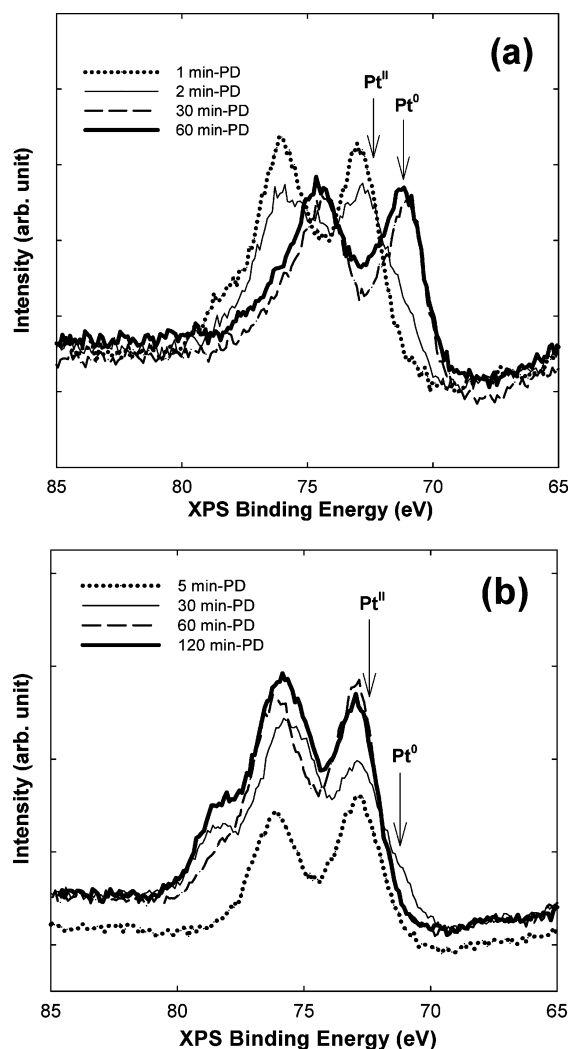 (a)
1 min-PD
2 min-PD
30 min-PD
60 min-PD
Pt^II
Pt^0
Intensity (arb. unit)
85 80 75 70 65
XPS Binding Energy (eV)
(b)
5 min-PD
30 min-PD
60 min-PD
120 min-PD
Pt^II
Pt^0
Intensity (arb. unit)
85 80 75 70 65
XPS Binding Energy (eV)